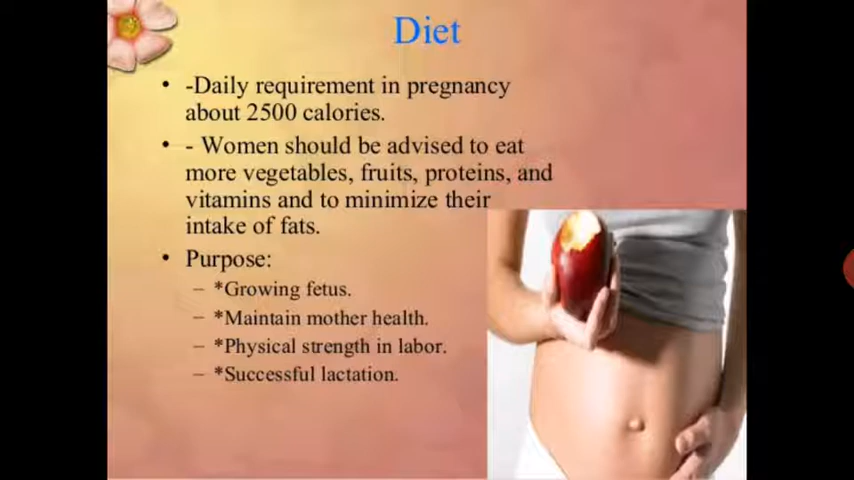 Diet
• -Daily requirement in pregnancy
about 2500 calories.
• - Women should be advised to eat
more vegetables, fruits, proteins, and
vitamins and to minimize their
intake of fats.
• Purpose:
– *Growing fetus.
– *Maintain mother health.
– *Physical strength in labor.
– *Successful lactation.